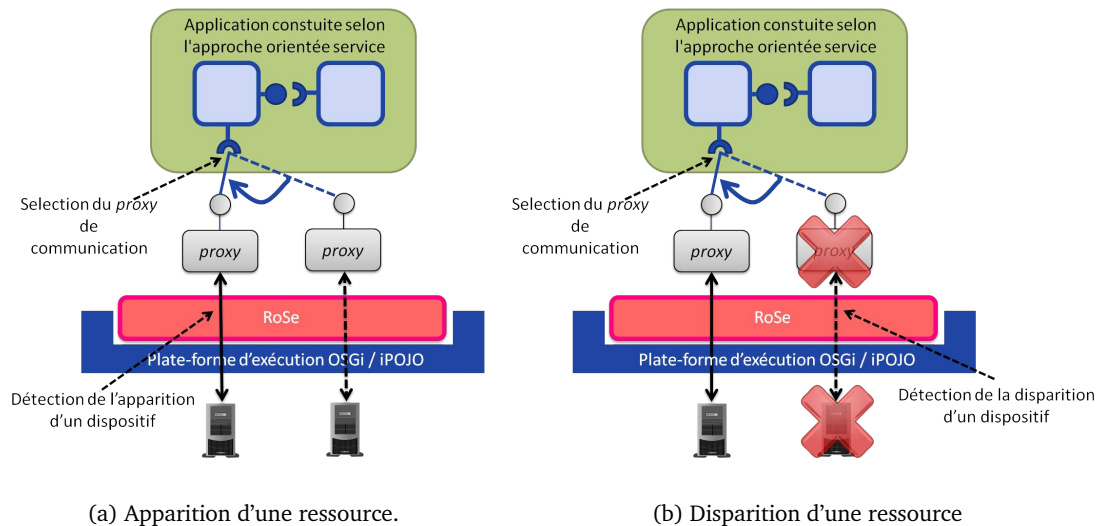 Application constuite selon
l'approche orientée service
Selection du proxy
de
communication
proxy
proxy
RoSe
Plate-forme d'exécution OSGi / iPOJO
Détection de l'apparition
d'un dispositif
(a) Apparition d'une ressource.
Application constuite selon
l'approche orientée service
Selection du proxy
de
communication
proxy
proxy
RoSe
Plate-forme d'exécution OSGi / iPOJO
Détection de la disparition
d'un dispositif
(b) Disparition d'une ressource